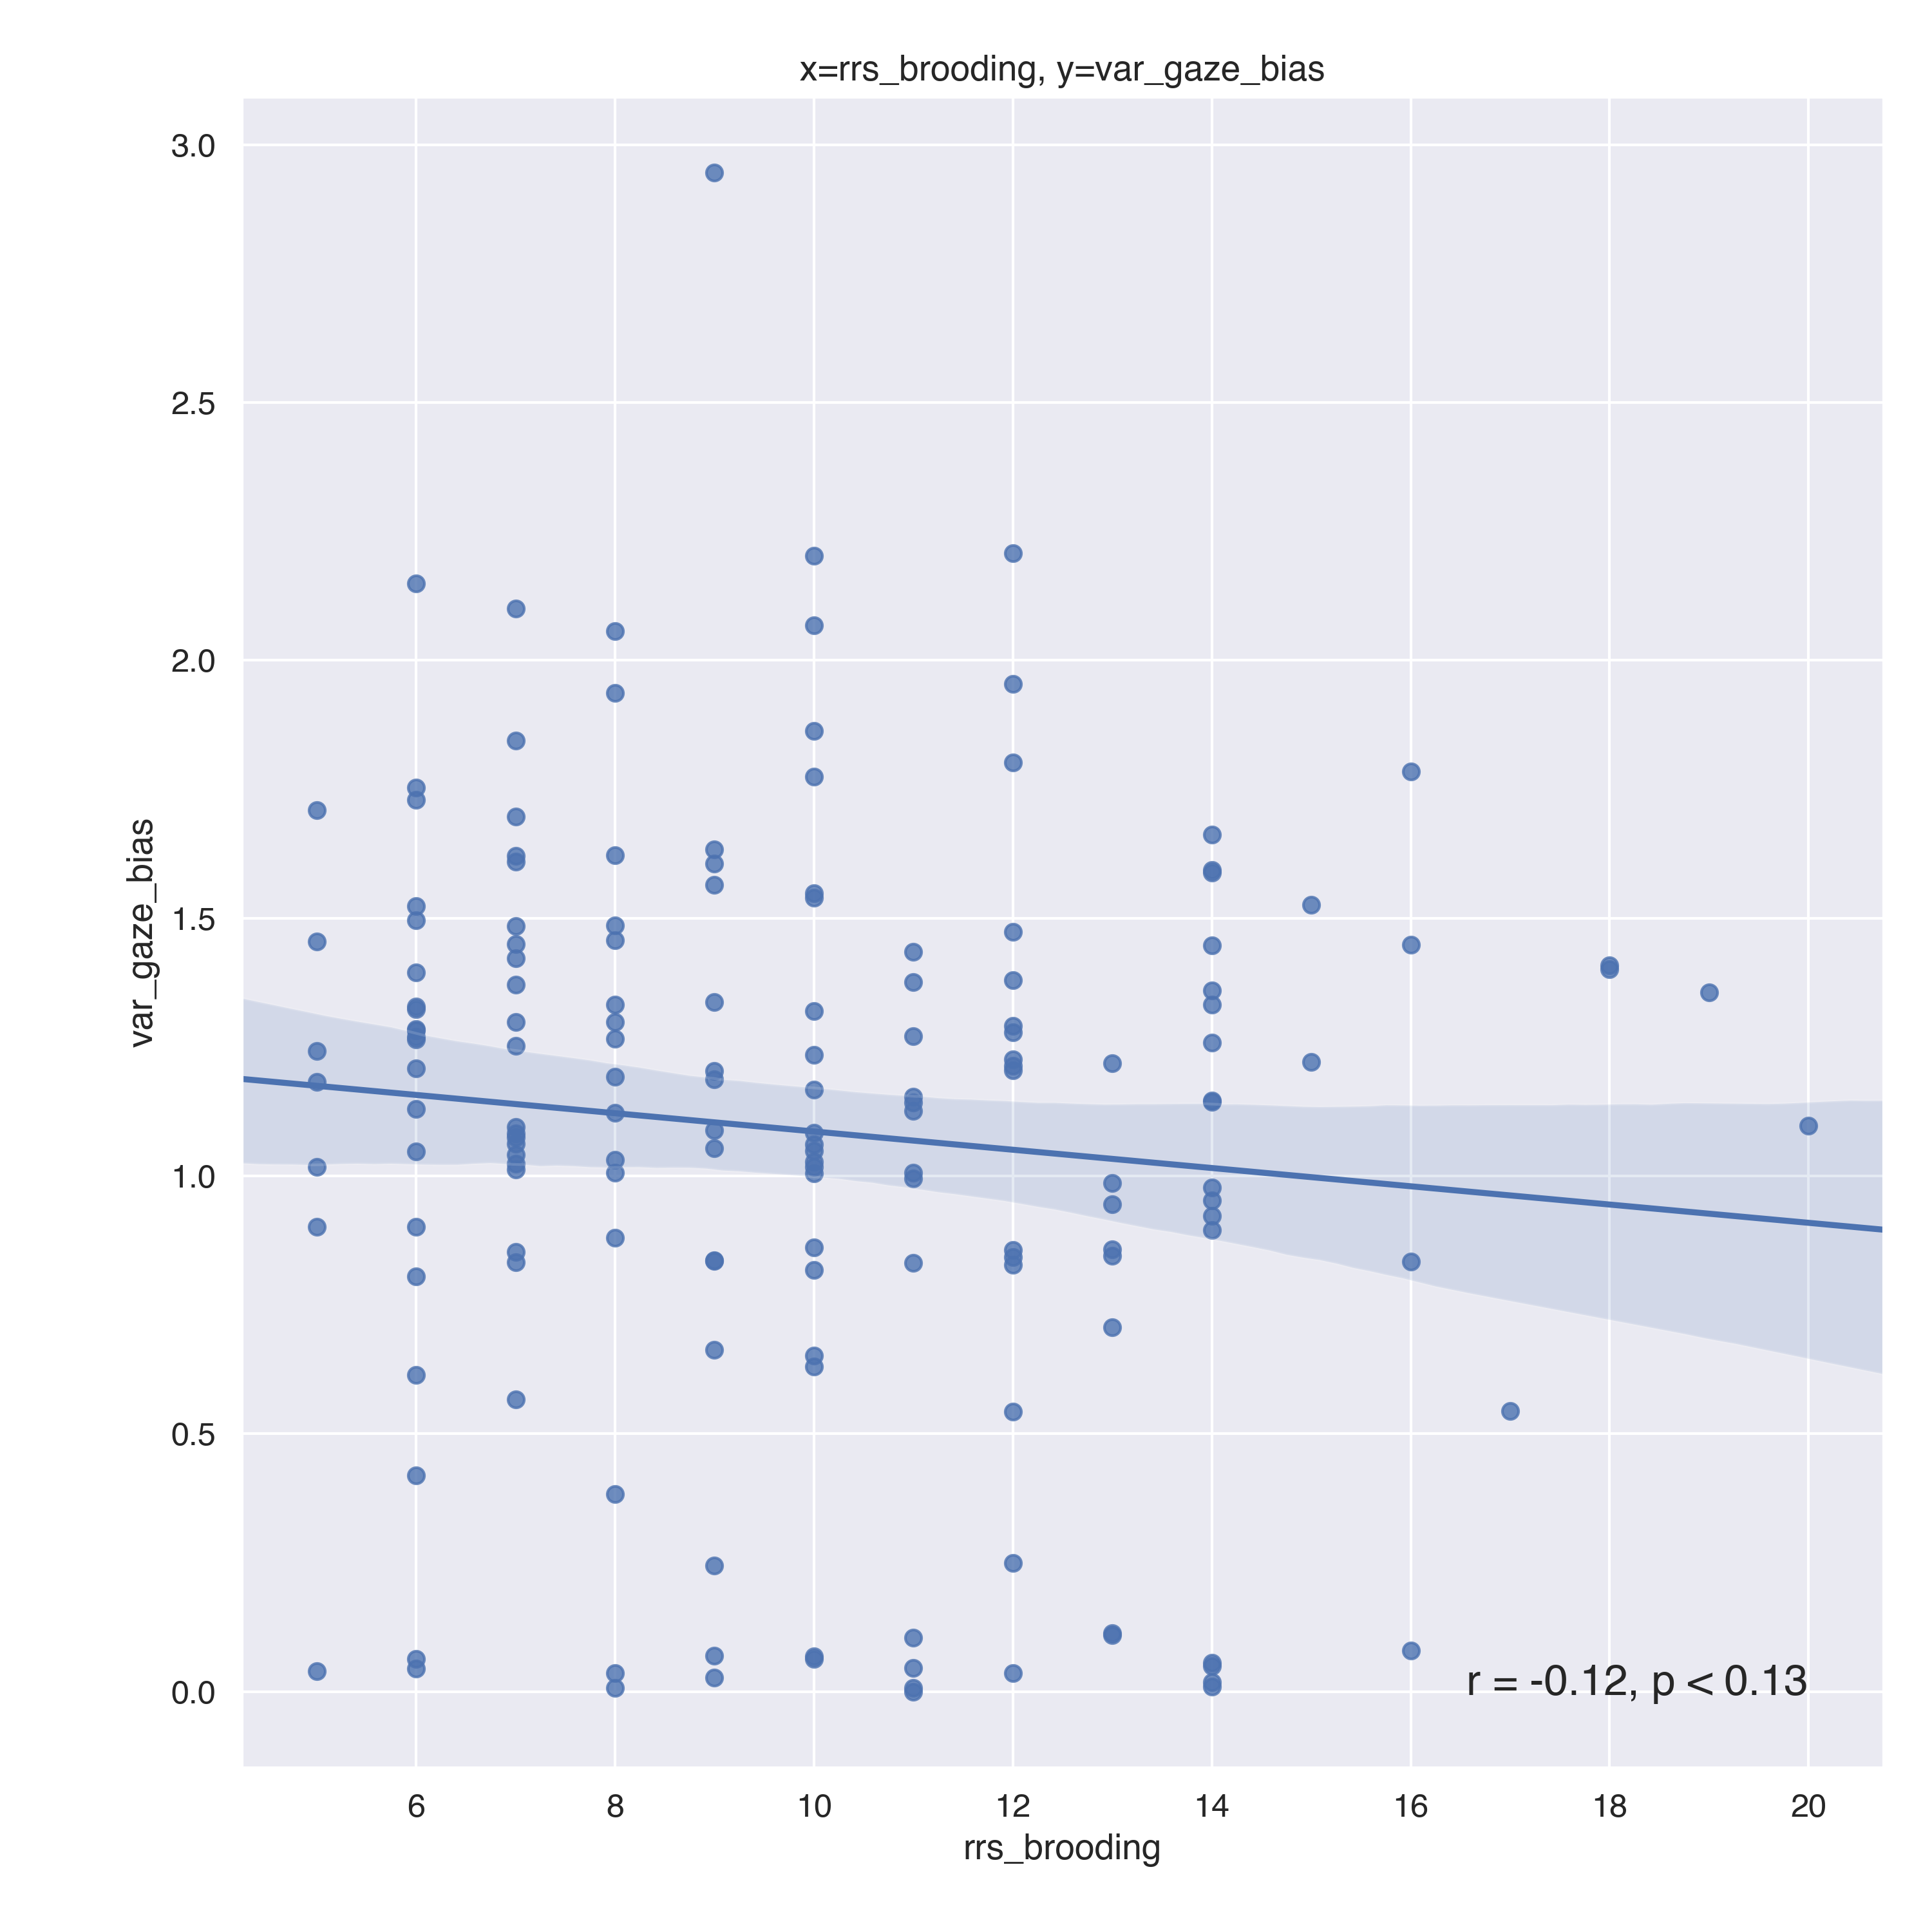 x=rrs_brooding, y=var_gaze_bias
3.0
2.5
2.0
1.5
1.0
0.5
0.0
var_gaze_bias
r = -0.12, p < 0.13
6 8 10 12 14 16 18 20
rrs_brooding